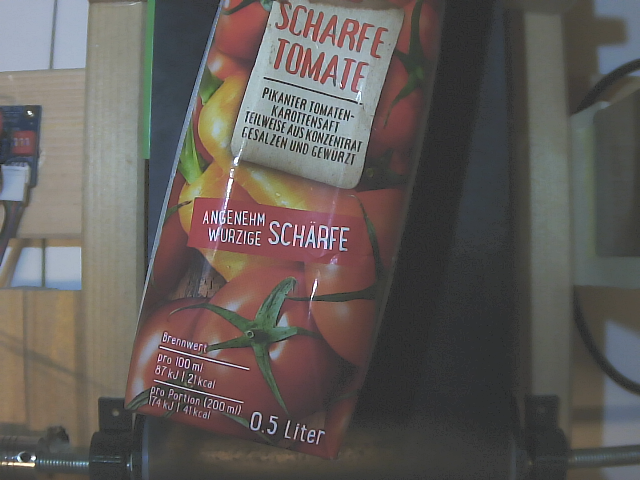 SCHARFE
TOMATE
PIKANTER TOMATEN-
KAROTTENSAFT
TEILWEISE AUS KONZENTRAT
GESALZEN UND GEWÜRZT
ANGENEHM
WÜRZIGE SCHÄRFE
Brennwert
pro 100 ml
87 kJ | 21 kcal
pro Portion (200 ml)
174 kJ | 41 kcal
0.5 Liter